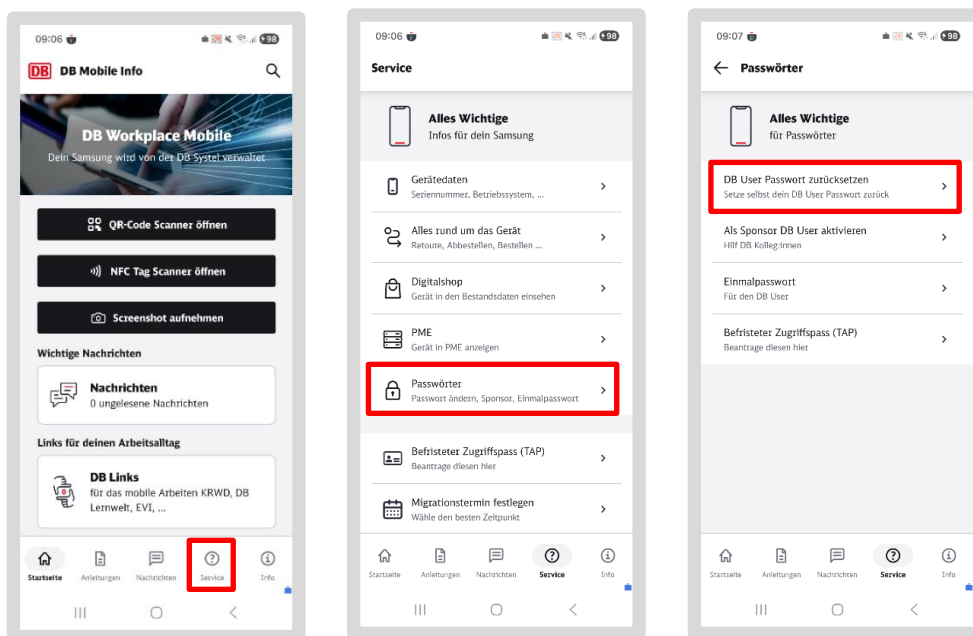 09:06
98
DB DB Mobile Info
DB Workplace Mobile
Dein Samsung wird von der DB Systel verwaltet
QR-Code Scanner öffnen
NFC Tag Scanner öffnen
Screenshot aufnehmen
Wichtige Nachrichten
Nachrichten
0 ungelesene Nachrichten
Links für deinen Arbeitsalltag
DB Links
für das mobile Arbeiten KRWD, DB
Lernwelt, EVI, ...
Startseite Anleitungen Nachrichten Service Info
09:06
98
Service
Alles Wichtige
Infos für dein Samsung
Gerätedaten
Seriennummer, Betriebssystem, ...
Alles rund um das Gerät
Retoure, Abbestellen, Bestellen ...
Digitalshop
Gerät in den Bestandsdaten einsehen
PME
Gerät in PME anzeigen
Passwörter
Passwort ändern, Sponsor, Einmalpasswort
Befristeter Zugriffspass (TAP)
Beantrage diesen hier
Migrationstermin festlegen
Wähle den besten Zeitpunkt
Startseite Anleitungen Nachrichten Service Info
09:07
98
Passwörter
Alles Wichtige
für Passwörter
DB User Passwort zurücksetzen
Setze selbst dein DB User Passwort zurück
Als Sponsor DB User aktivieren
Hilf DB Kolleg:innen
Einmalpasswort
Für den DB User
Befristeter Zugriffspass (TAP)
Beantrage diesen hier
Startseite Anleitungen Nachrichten Service Info